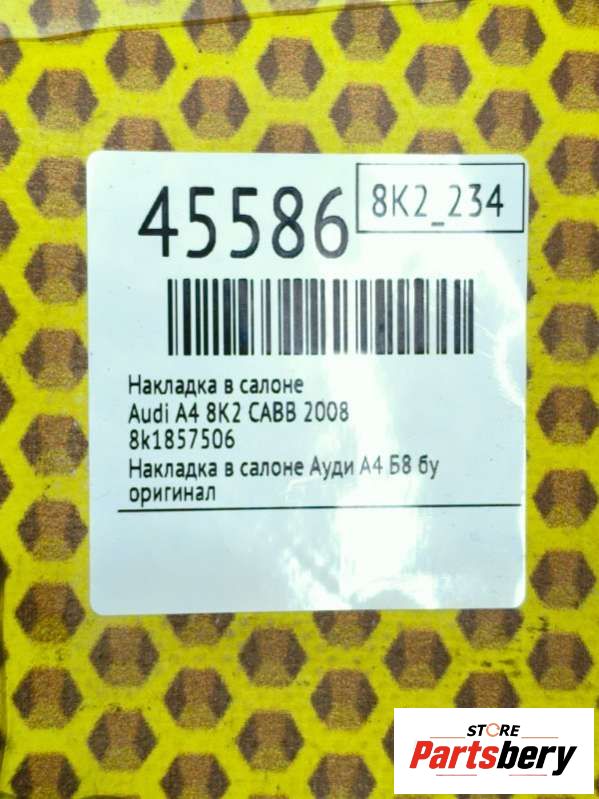 45586
8K2_234
Накладка в салоне
Audi A4 8K2 CABB 2008
8k1857506
Накладка в салоне Ауди А4 Б8 бу
оригинал
STORE
Partsbery